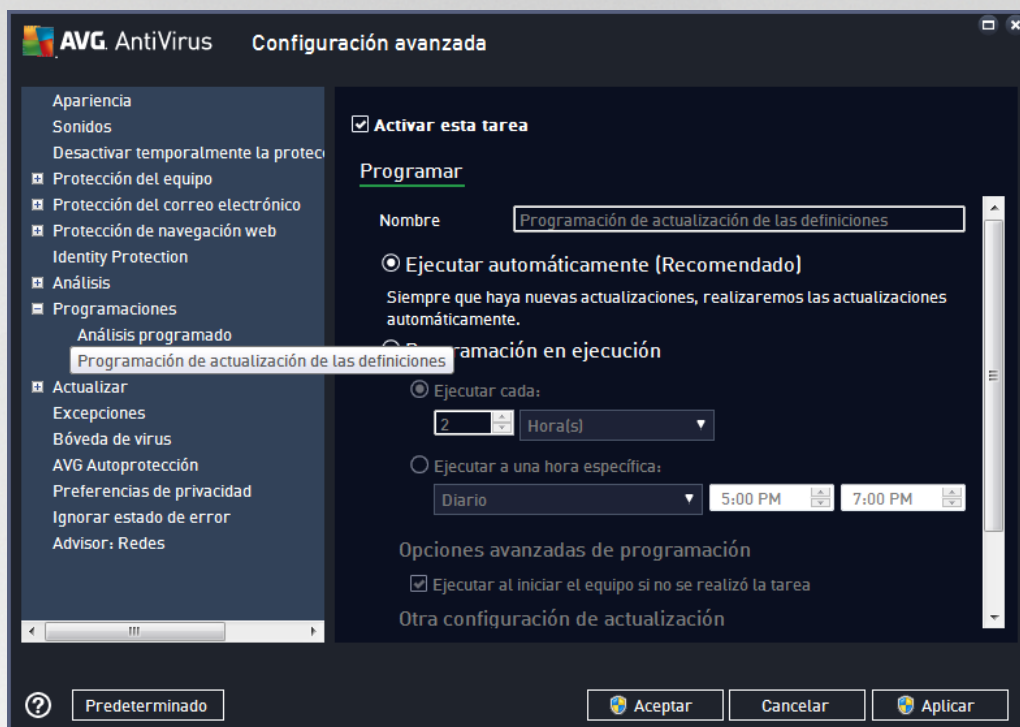 AVG. AntiVirus
Configuración avanzada
Apariencia
Sonidos
Desactivar temporalmente la protec
Protección del equipo
Protección del correo electrónico
Protección de navegación web
Identity Protection
Análisis
Programaciones
Análisis programado
Programación de actualización de las definiciones
Actualizar
Excepciones
Bóveda de virus
AVG Autoprotección
Preferencias de privacidad
Ignorar estado de error
Advisor: Redes
Activar esta tarea
Programar
Nombre
Programación de actualización de las definiciones
Ejecutar automáticamente (Recomendado)
Siempre que haya nuevas actualizaciones, realizaremos las actualizaciones
automáticamente.
en ejecución
Ejecutar cada:
2 Hora(s)
Ejecutar a una hora específica:
Diario 5:00 PM 7:00 PM
Opciones avanzadas de programación
Ejecutar al iniciar el equipo si no se realizó la tarea
Otra configuración de actualización
? Predeterminado
Aceptar
Cancelar
Aplicar